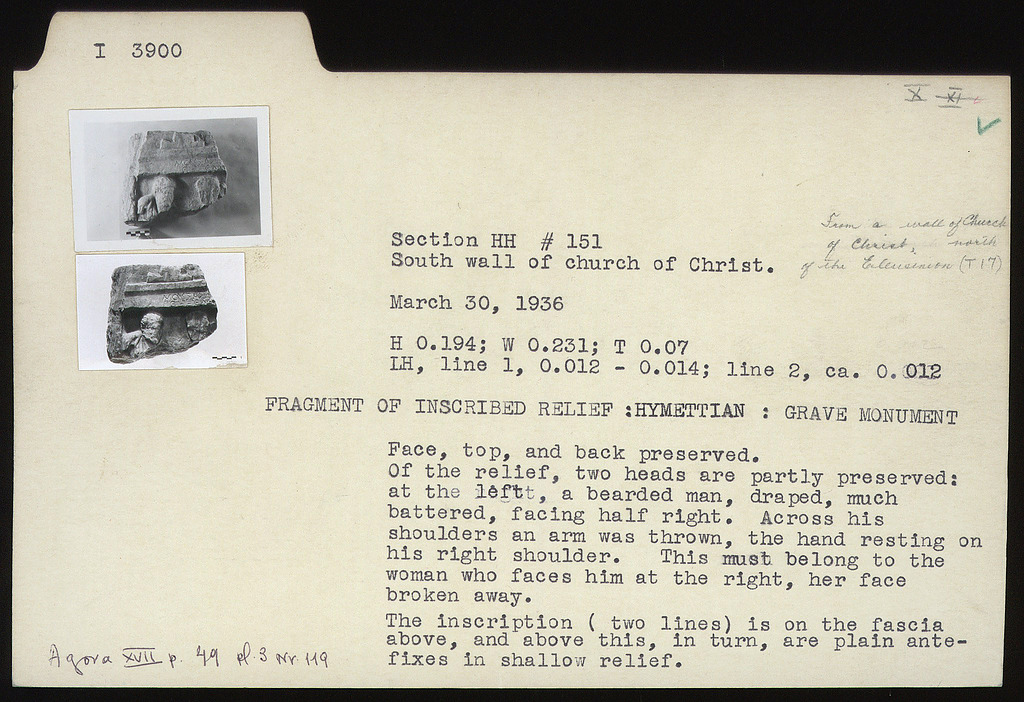 I 3900
X XI
✓
From a wall of Church
of Christ, north
of the Eleusinion (T 17)
Section HH # 151
South wall of church of Christ.
March 30, 1936
H 0.194; W 0.231; T 0.07
LH, line 1, 0.012 - 0.014; line 2, ca. 0.012
FRAGMENT OF INSCRIBED RELIEF :HYMETTIAN : GRAVE MONUMENT
Face, top, and back preserved.
Of the relief, two heads are partly preserved:
at the leftt, a bearded man, draped, much
battered, facing half right. Across his
shoulders an arm was thrown, the hand resting on
his right shoulder. This must belong to the
woman who faces him at the right, her face
broken away.
The inscription ( two lines) is on the fascia
above, and above this, in turn, are plain ante-
fixes in shallow relief.
Agora XVII p. 49 pl. 3 Nr. 119